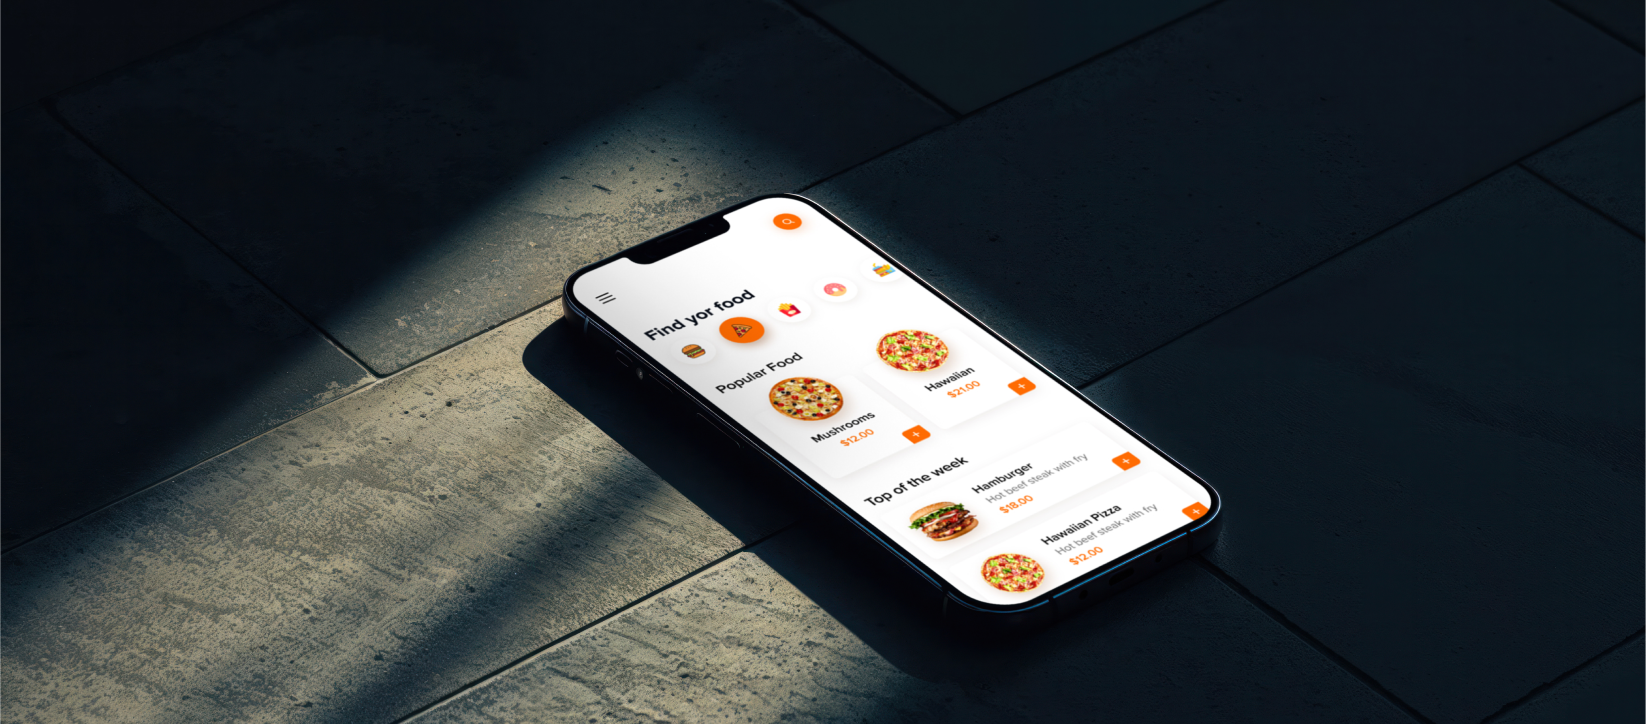 Find yor food
Popular Food
Mushrooms
$12.00
Hawaiian
$21.00
Top of the week
Hamburger
Hot beef steak with fry
$18.00
Hawaiian Pizza
Hot beef steak with fry
$12.00